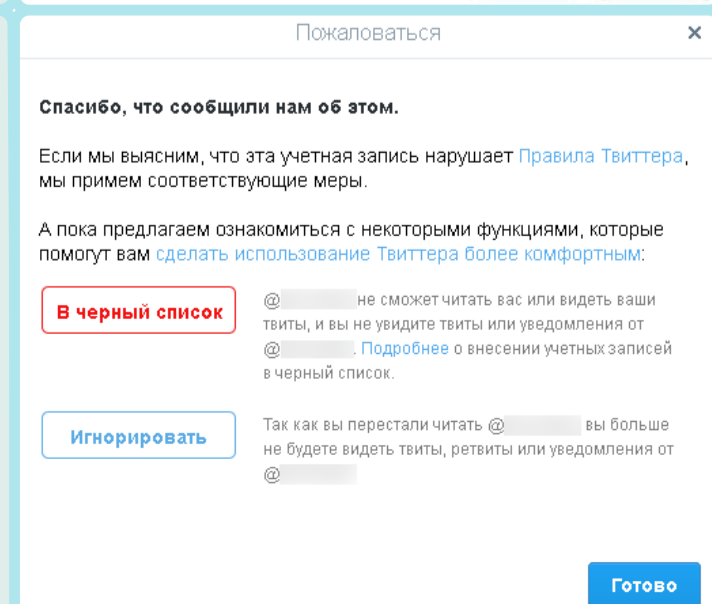 Пожаловаться
Спасибо, что сообщили нам об этом.
Если мы выясним, что эта учетная запись нарушает Правила Твиттера,
мы примем соответствующие меры.
А пока предлагаем ознакомиться с некоторыми функциями, которые
помогут вам сделать использование Твиттера более комфортным:
В черный список
@ не сможет читать вас или видеть ваши
твиты, и вы не увидите твиты или уведомления от
@ . Подробнее о внесении учетных записей
в черный список.
Игнорировать
Так как вы перестали читать @ вы больше
не будете видеть твиты, ретвиты или уведомления от
@
Готово